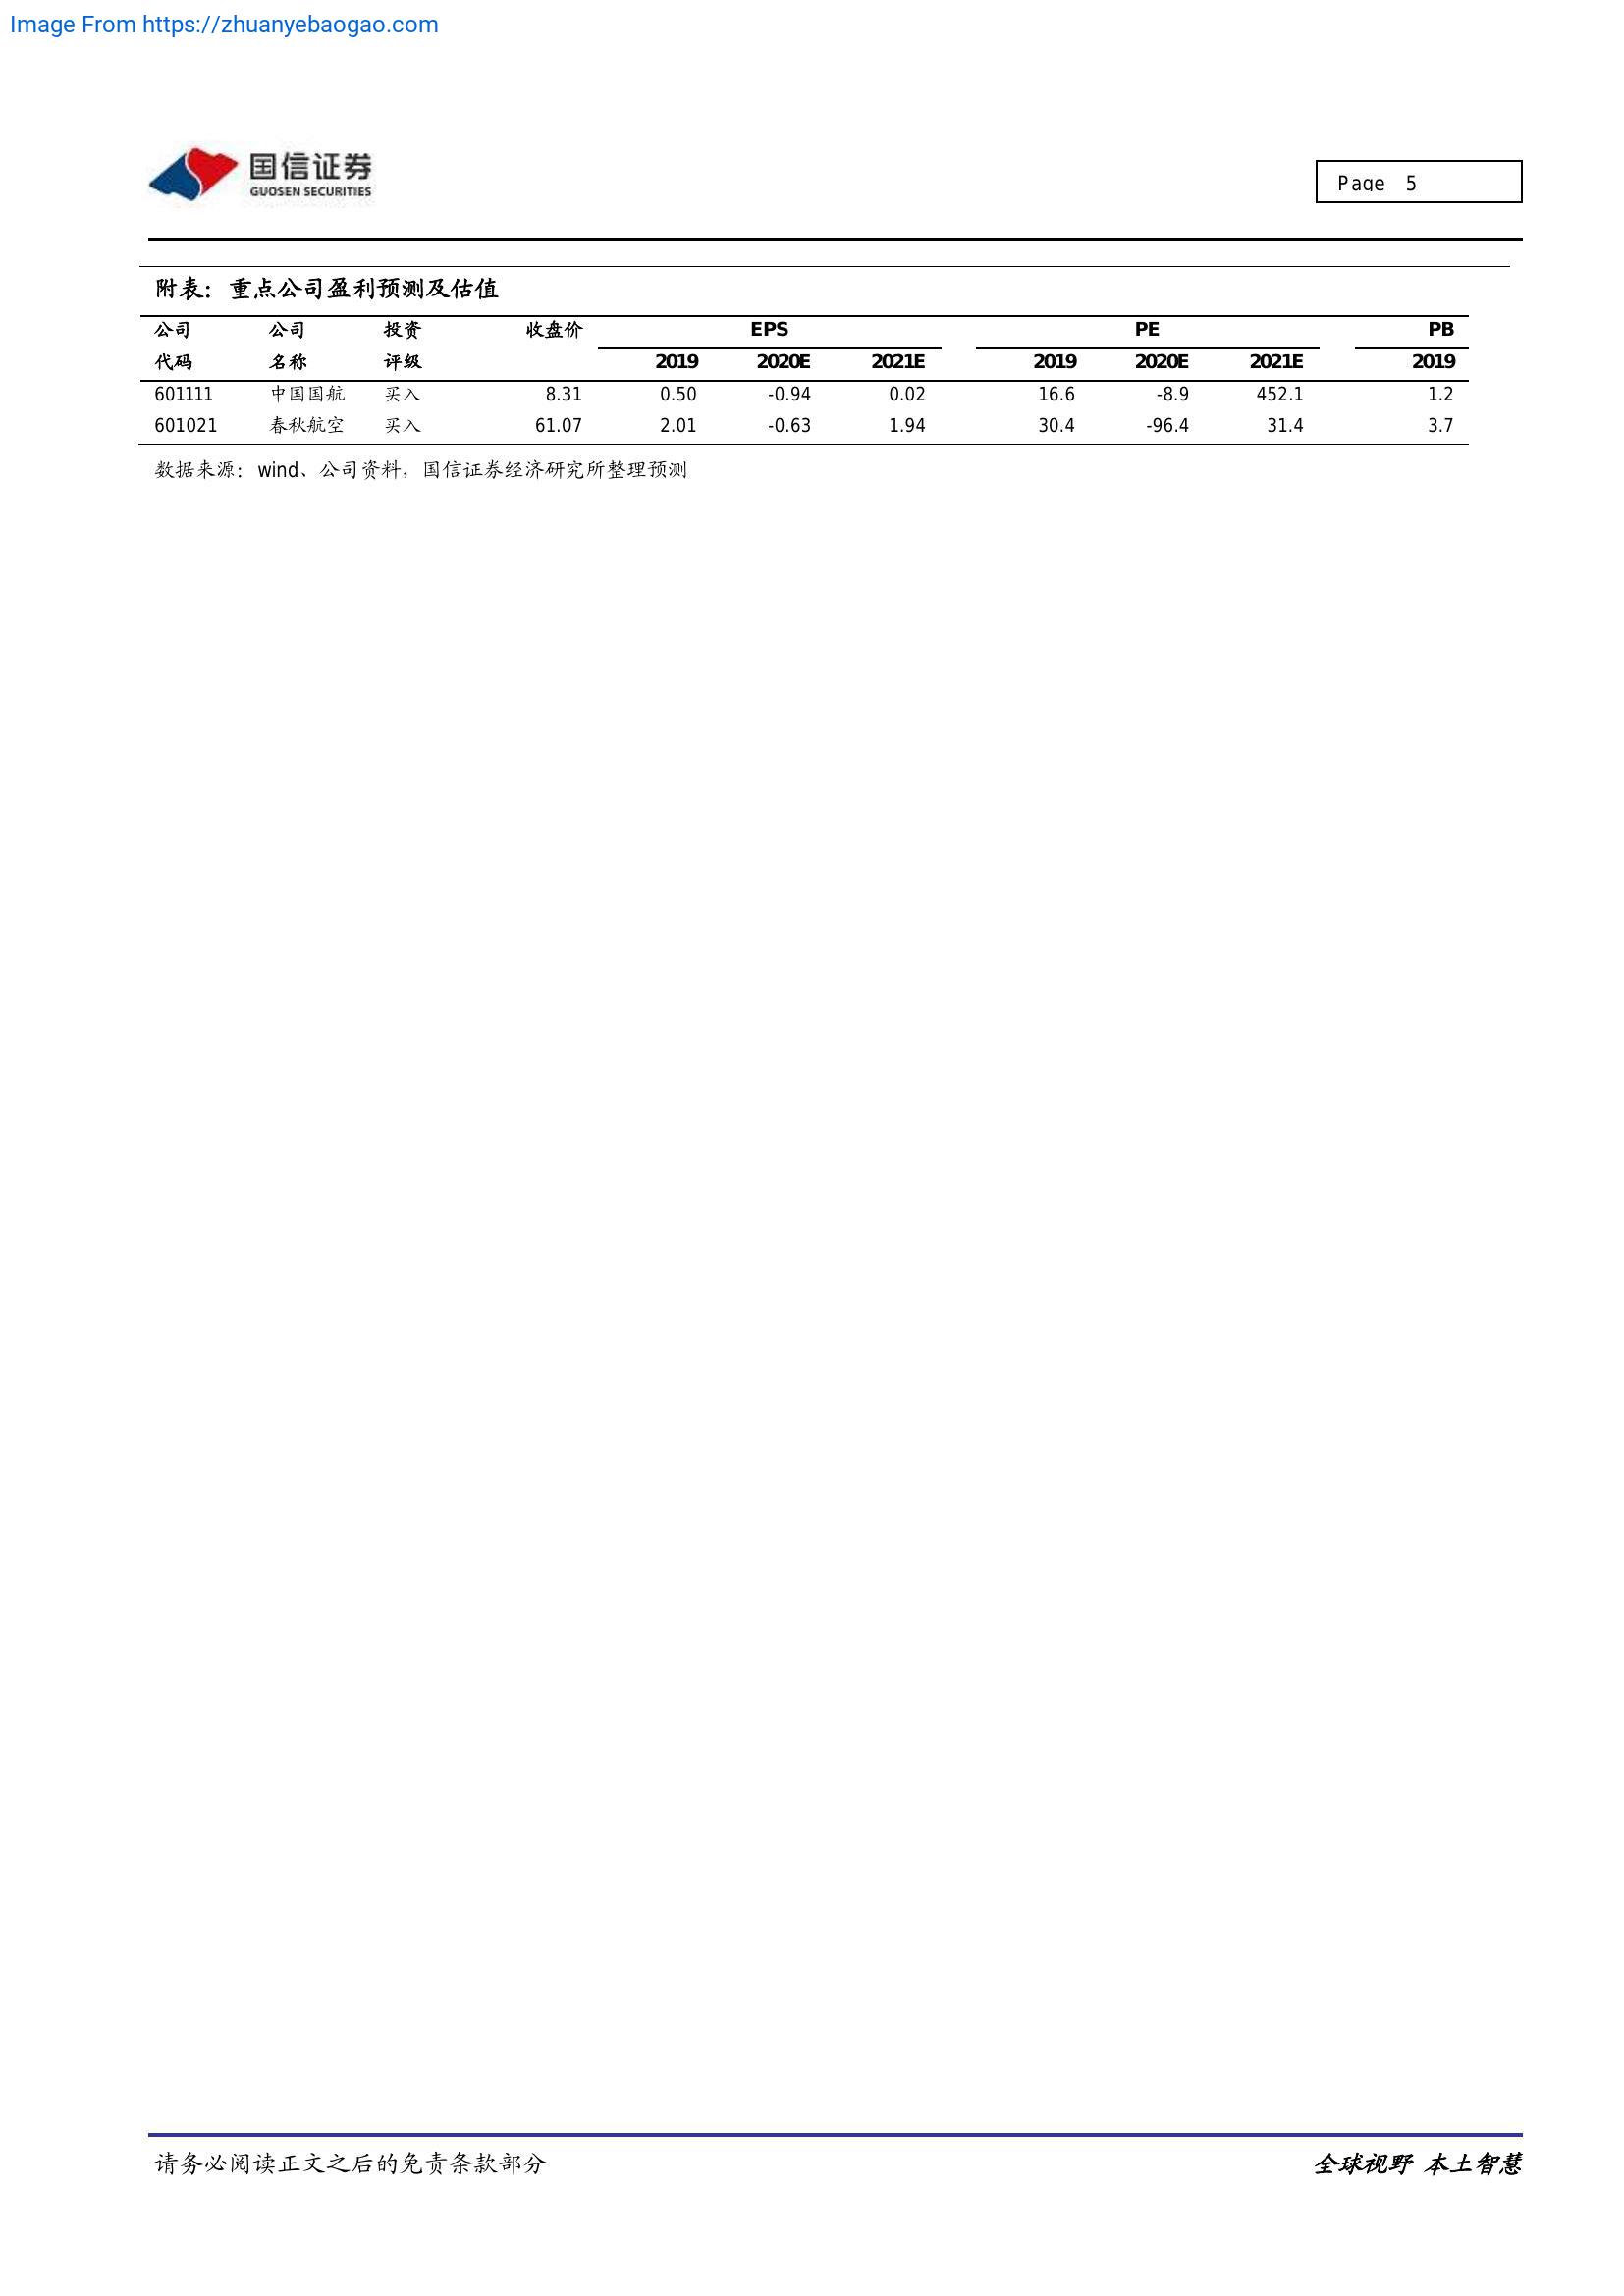 Image From https://zhuanyebaogao.com
国信证券
GUOSEN SECURITIES
Page 5
附表：重点公司盈利预测及估值
公司 公司 投资 收盘价 EPS PE PB
代码 名称 评级 2019 2020E 2021E 2019 2020E 2021E 2019
601111 中国国航 买入 8.31 0.50 -0.94 0.02 16.6 -8.9 452.1 1.2
601021 春秋航空 买入 61.07 2.01 -0.63 1.94 30.4 -96.4 31.4 3.7
数据来源：wind、公司资料，国信证券经济研究所整理预测
请务必阅读正文之后的免责条款部分 全球视野 本土智慧